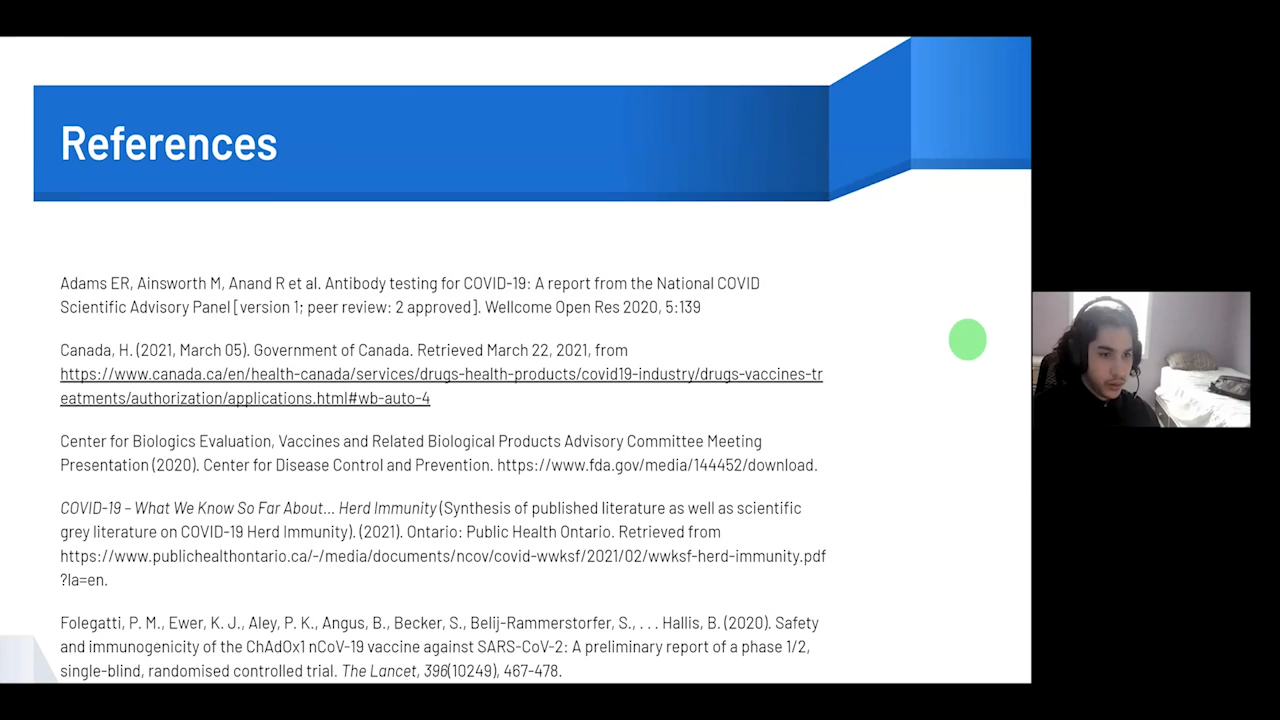 References
Adams ER, Ainsworth M, Anand R et al. Antibody testing for COVID-19: A report from the National COVID
Scientific Advisory Panel [version 1; peer review: 2 approved]. Wellcome Open Res 2020, 5:139
Canada, H. (2021, March 05). Government of Canada. Retrieved March 22, 2021, from
https://www.canada.ca/en/health-canada/services/drugs-health-products/covid19-industry/drugs-vaccines-tr
eatments/authorization/applications.html#wb-auto-4
Center for Biologics Evaluation, Vaccines and Related Biological Products Advisory Committee Meeting
Presentation (2020). Center for Disease Control and Prevention. https://www.fda.gov/media/144452/download.
COVID-19 – What We Know So Far About... Herd Immunity (Synthesis of published literature as well as scientific
grey literature on COVID-19 Herd Immunity). (2021). Ontario: Public Health Ontario. Retrieved from
https://www.publichealthontario.ca/-/media/documents/ncov/covid-wwksf/2021/02/wwksf-herd-immunity.pdf
?la=en.
Folegatti, P. M., Ewer, K. J., Aley, P. K., Angus, B., Becker, S., Belij-Rammerstorfer, S., . . . Hallis, B. (2020). Safety
and immunogenicity of the ChAdOx1 nCoV-19 vaccine against SARS-CoV-2: A preliminary report of a phase 1/2,
single-blind, randomised controlled trial. The Lancet, 396(10249), 467-478.